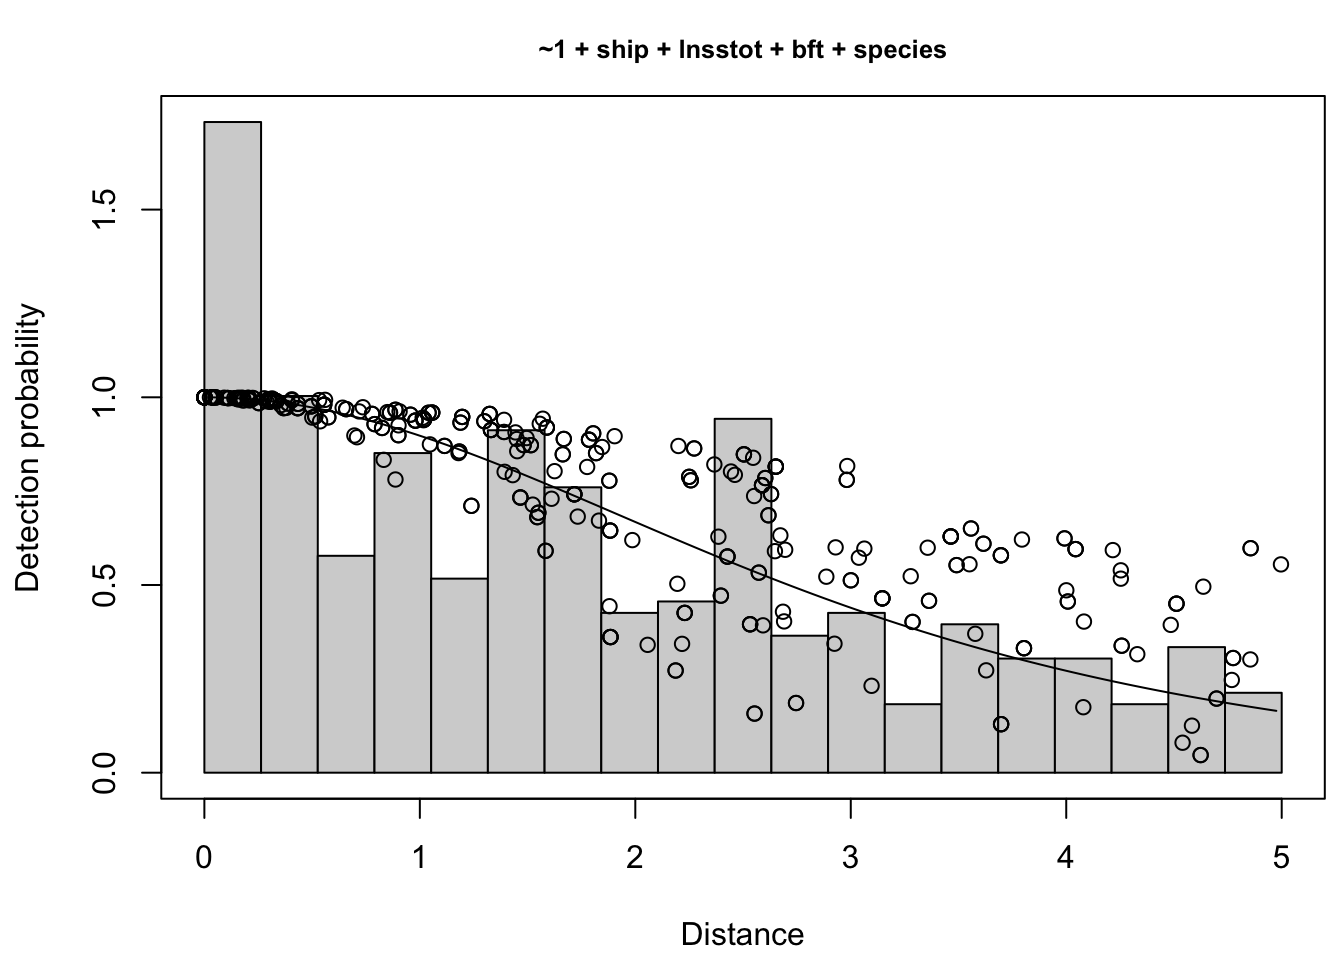 ~1 + ship + lnsstot + bft + species
Detection probability
1.5
1.0
0.5
0.0
0 1 2 3 4 5
Distance